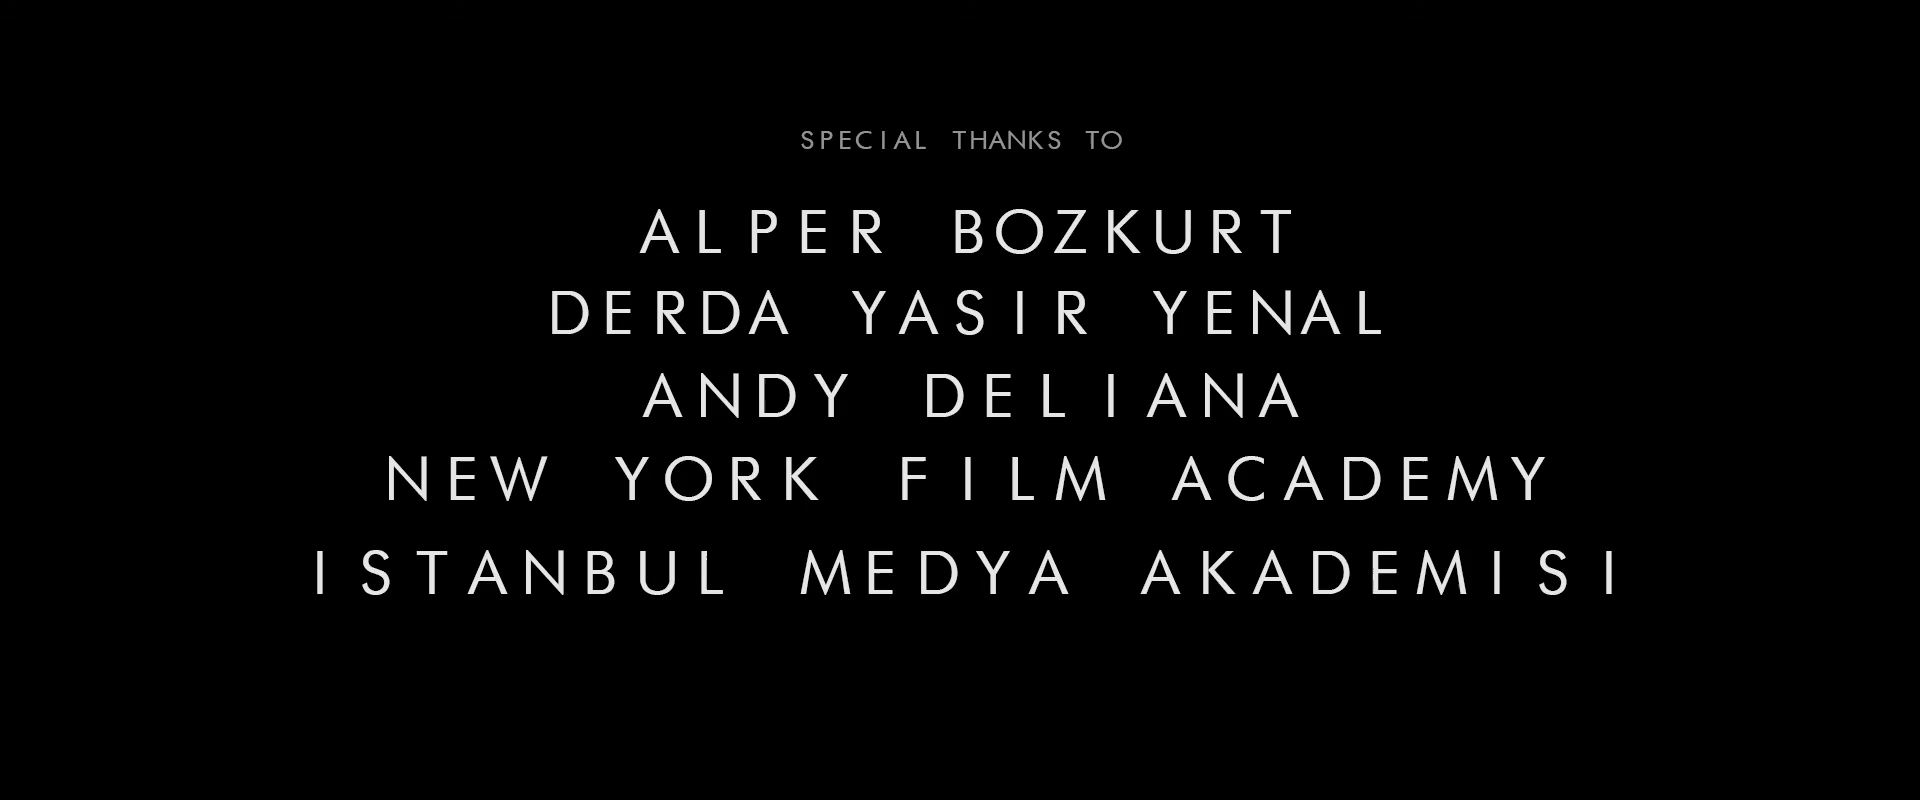 SPECIAL THANKS TO
ALPER BOZKURT
DERDA YASIR YENAL
ANDY DELIANA
NEW YORK FILM ACADEMY
ISTANBUL MEDYA AKADEMISI